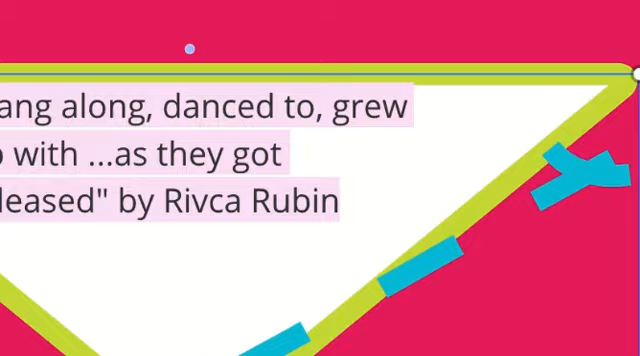 ang along, danced to, grew
with ...as they got
leased" by Rivca Rubin